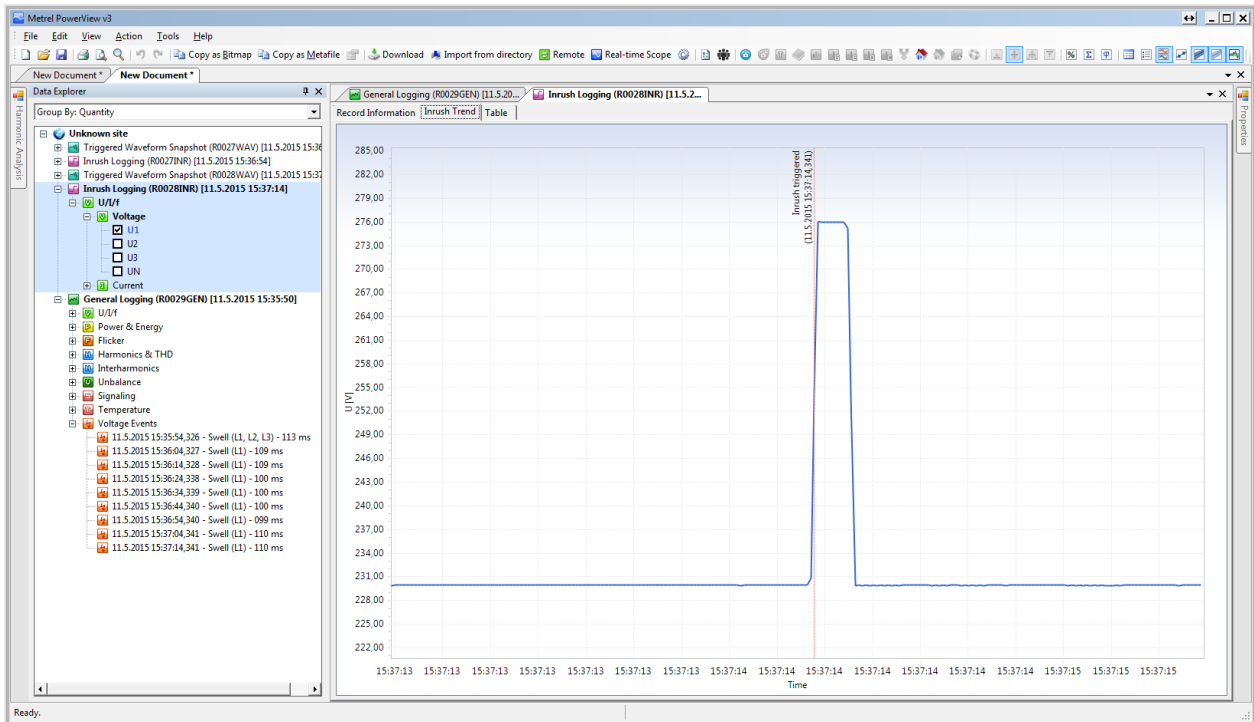 Metrel PowerView v3
File Edit View Action Tools Help
Copy as Bitmap Copy as Metafile Download Import from directory Remote Real-time Scope
New Document * New Document *
Harmonic Analysis
Data Explorer
Group By: Quantity
Unknown site
Triggered Waveform Snapshot (R0027WAV) [11.5.2015 15:36
Inrush Logging (R0027INR) [11.5.2015 15:36:54]
Triggered Waveform Snapshot (R0028WAV) [11.5.2015 15:37
Inrush Logging (R0028INR) [11.5.2015 15:37:14]
U/I/f
Voltage
U1
U2
U3
UN
Current
General Logging (R0029GEN) [11.5.2015 15:35:50]
U/I/f
Power & Energy
Flicker
Harmonics & THD
Interharmonics
Unbalance
Signaling
Temperature
Voltage Events
11.5.2015 15:35:54,326 - Swell (L1, L2, L3) - 113 ms
11.5.2015 15:36:04,327 - Swell (L1) - 109 ms
11.5.2015 15:36:14,328 - Swell (L1) - 109 ms
11.5.2015 15:36:24,338 - Swell (L1) - 100 ms
11.5.2015 15:36:34,339 - Swell (L1) - 100 ms
11.5.2015 15:36:44,340 - Swell (L1) - 100 ms
11.5.2015 15:36:54,340 - Swell (L1) - 099 ms
11.5.2015 15:37:04,341 - Swell (L1) - 110 ms
11.5.2015 15:37:14,341 - Swell (L1) - 110 ms
General Logging (R0029GEN) [11.5.20... Inrush Logging (R0028INR) [11.5.2...
Record Information Inrush Trend Table
285,00
282,00
279,00
276,00
273,00
270,00
267,00
264,00
261,00
258,00
255,00
252,00
249,00
246,00
243,00
240,00
237,00
234,00
231,00
228,00
225,00
222,00
U [V]
Inrush triggered
(11.5.2015 15:37:14,341)
15:37:13 15:37:13 15:37:13 15:37:13 15:37:13 15:37:13 15:37:13 15:37:14 15:37:14 15:37:14 15:37:14 15:37:14 15:37:14 15:37:14 15:37:15 15:37:15 15:37:15
Time
Properties
Ready.